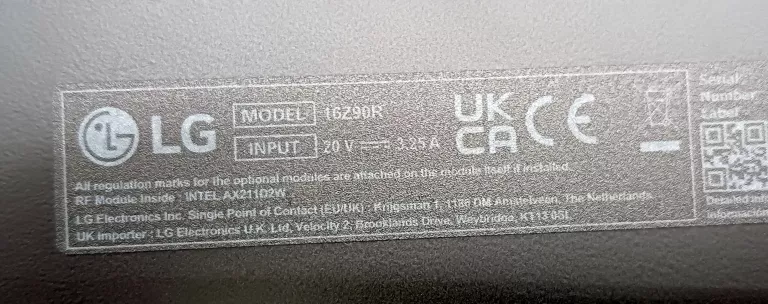 LG
MODEL 16Z90R
INPUT 20 V 3.25 A
UK
CA
CE
All regulation marks for the optional modules are attached on the module itself if installed.
RF Module Inside : INTEL AX211D2W
LG Electronics Inc. Single Point of Contact (EU/UK) : Krijgsman 1, 1186 DM Amstelveen, The Netherlands
UK Importer : LG Electronics U.K. Ltd, Velocity 2, Brooklands Drive, Weybridge, KT13 0SL
Serial
Number
Label
Detailed
información